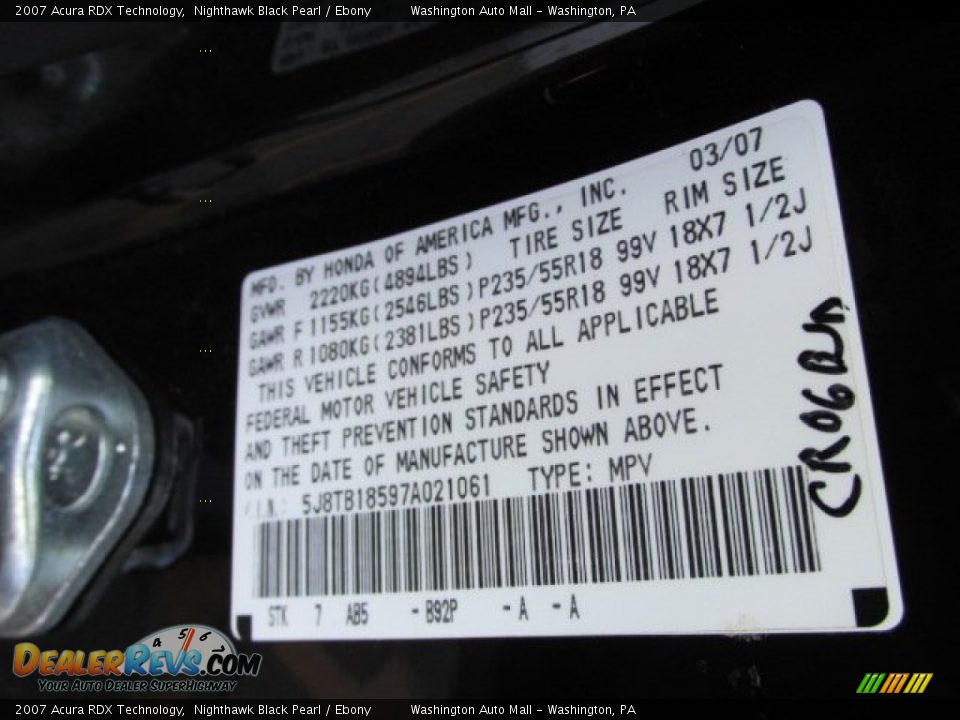 2007 Acura RDX Technology, Nighthawk Black Pearl / Ebony Washington Auto Mall - Washington, PA
MFD. BY HONDA OF AMERICA MFG., INC. 03/07
GVWR 2220KG(4894LBS) TIRE SIZE RIM SIZE
GAWR F 1155KG(2546LBS)P235/55R18 99V 18X7 1/2J
GAWR R 1080KG(2381LBS)P235/55R18 99V 18X7 1/2J
THIS VEHICLE CONFORMS TO ALL APPLICABLE
FEDERAL MOTOR VEHICLE SAFETY
AND THEFT PREVENTION STANDARDS IN EFFECT
ON THE DATE OF MANUFACTURE SHOWN ABOVE.
V.I.N.: 5J8TB18597A021061 TYPE: MPV
STK 7 AB5 -B92P -A -A
4 5 6
DEALERREVS.COM
YOUR AUTO DEALER SUPERHIGHWAY
2007 Acura RDX Technology, Nighthawk Black Pearl / Ebony Washington Auto Mall - Washington, PA